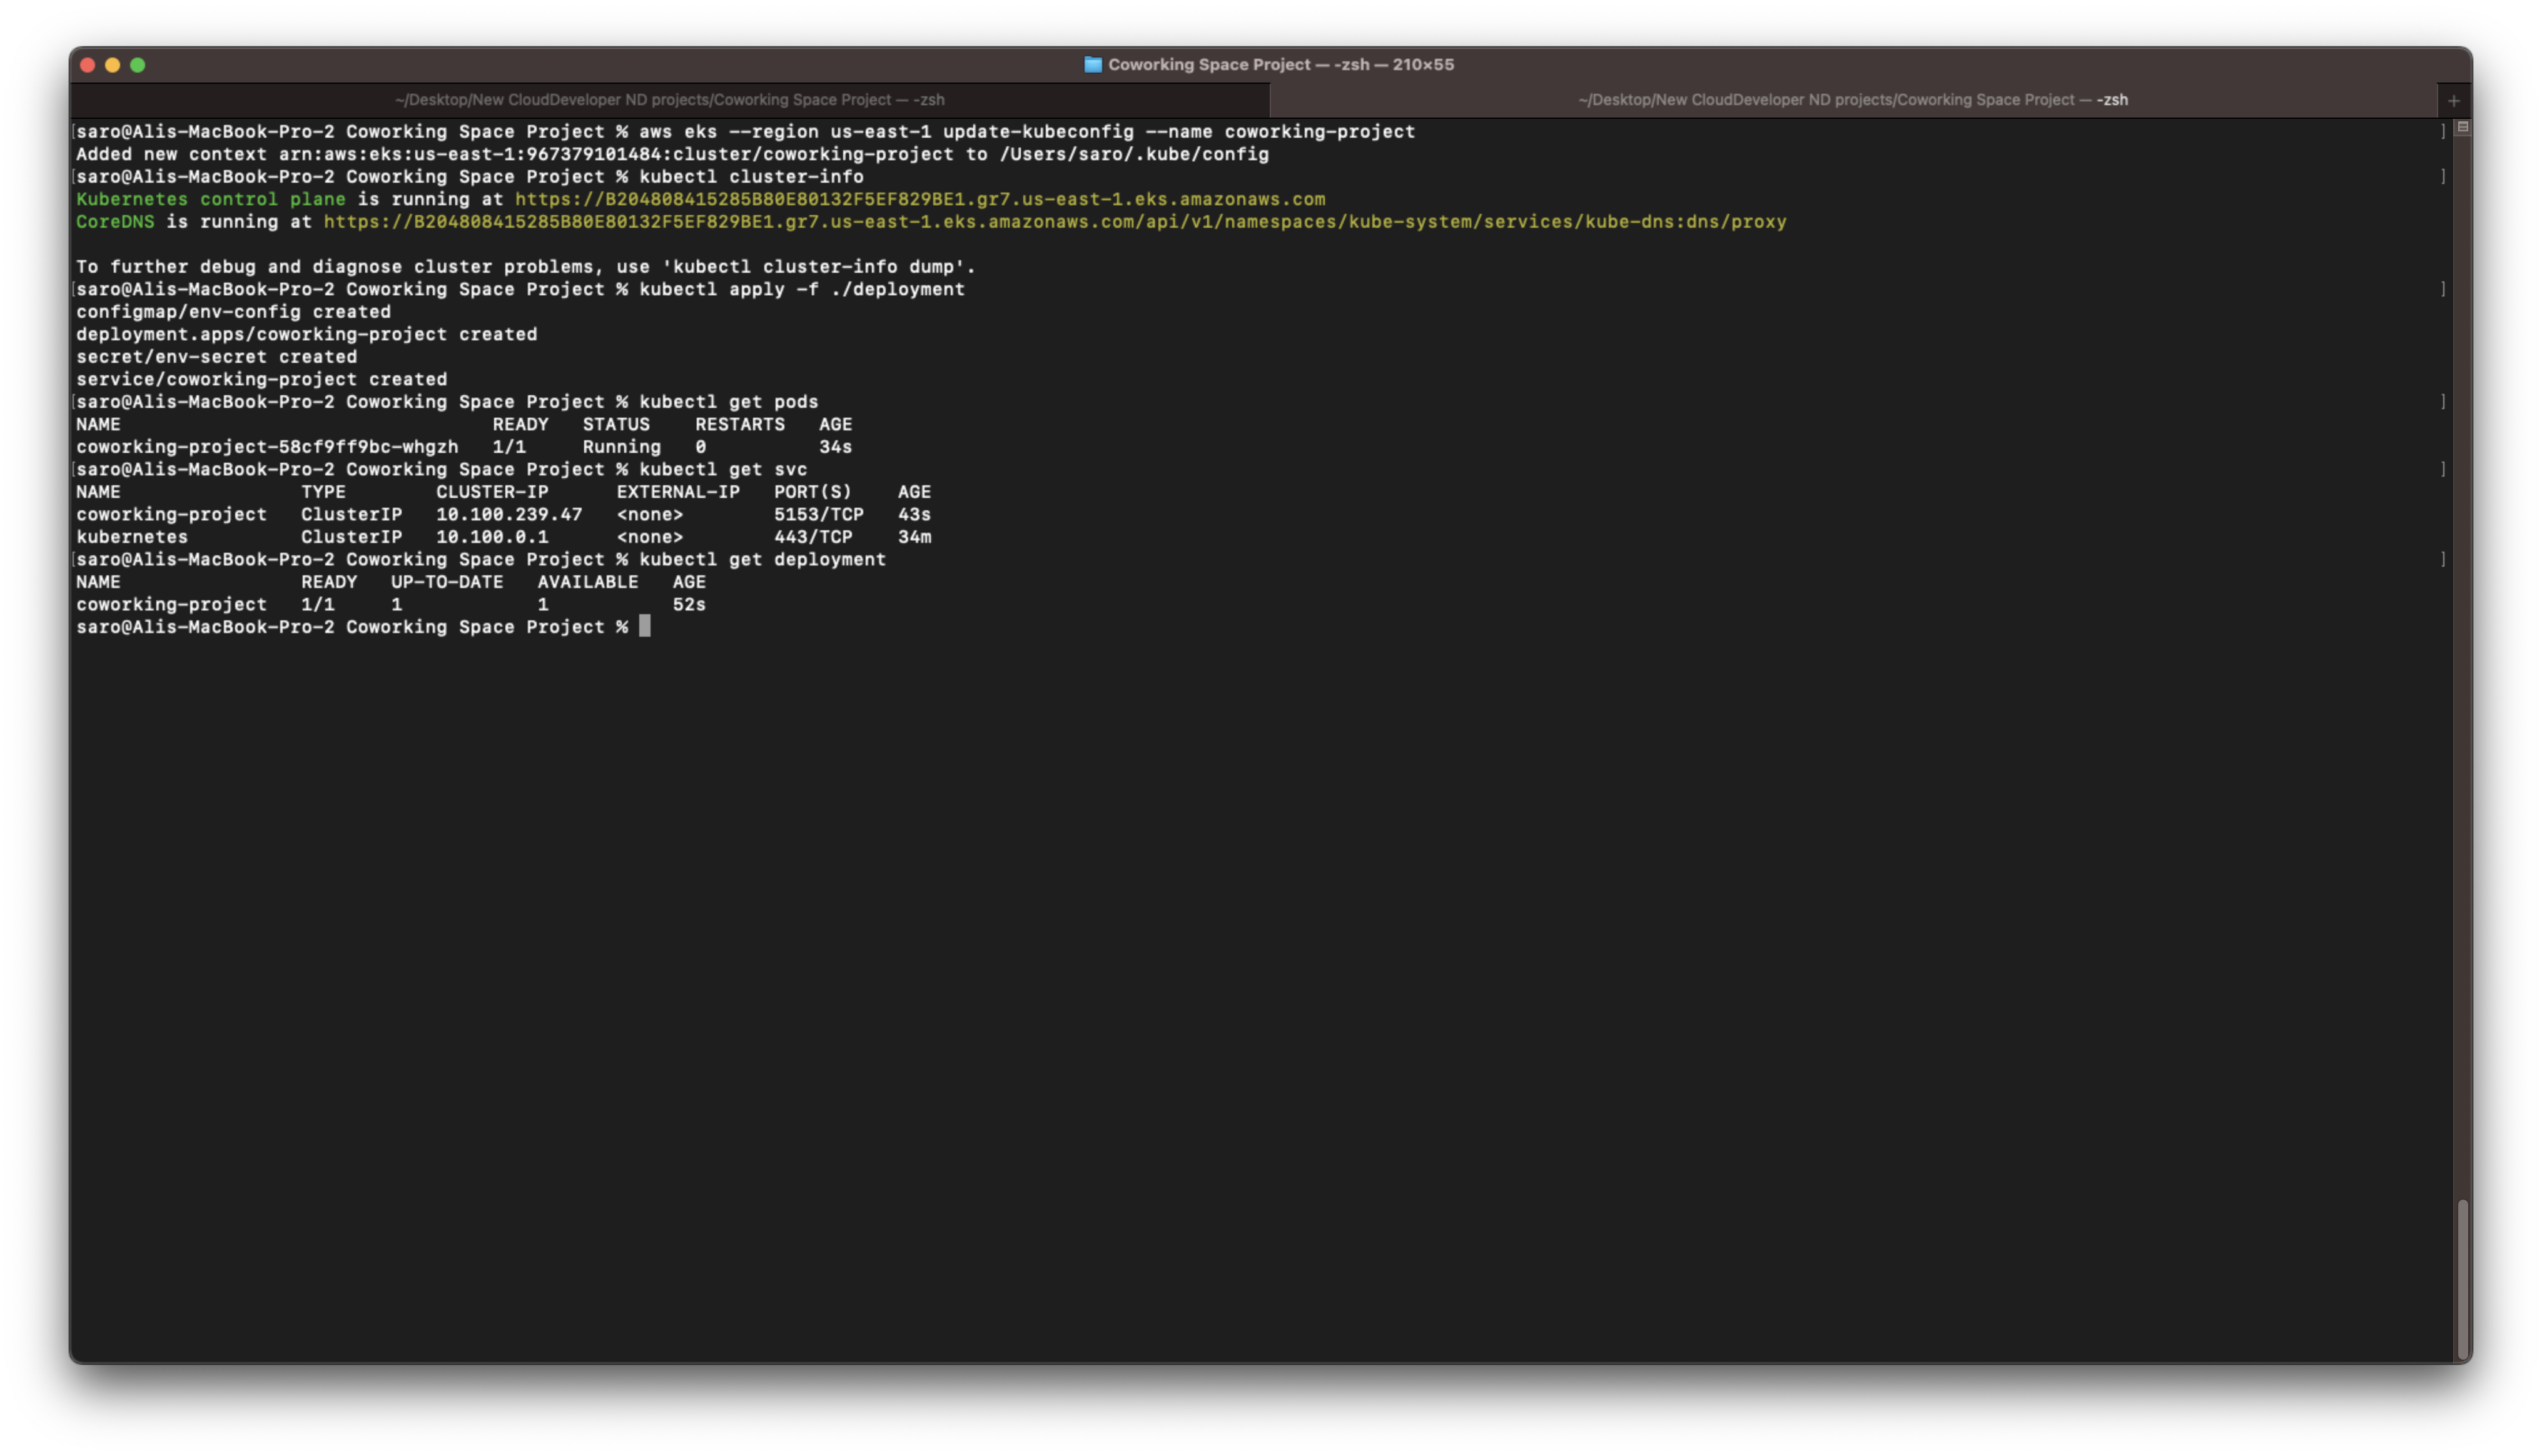 Coworking Space Project — -zsh — 210×55
~/Desktop/New CloudDeveloper ND projects/Coworking Space Project — -zsh
~/Desktop/New CloudDeveloper ND projects/Coworking Space Project — -zsh
[saro@Alis-MacBook-Pro-2 Coworking Space Project % aws eks --region us-east-1 update-kubeconfig --name coworking-project ]
Added new context arn:aws:eks:us-east-1:967379101484:cluster/coworking-project to /Users/saro/.kube/config
[saro@Alis-MacBook-Pro-2 Coworking Space Project % kubectl cluster-info ]
Kubernetes control plane is running at https://B204808415285B80E80132F5EF829BE1.gr7.us-east-1.eks.amazonaws.com
CoreDNS is running at https://B204808415285B80E80132F5EF829BE1.gr7.us-east-1.eks.amazonaws.com/api/v1/namespaces/kube-system/services/kube-dns:dns/proxy
To further debug and diagnose cluster problems, use 'kubectl cluster-info dump'.
[saro@Alis-MacBook-Pro-2 Coworking Space Project % kubectl apply -f ./deployment ]
configmap/env-config created
deployment.apps/coworking-project created
secret/env-secret created
service/coworking-project created
[saro@Alis-MacBook-Pro-2 Coworking Space Project % kubectl get pods ]
NAME READY STATUS RESTARTS AGE
coworking-project-58cf9ff9bc-whgzh 1/1 Running 0 34s
[saro@Alis-MacBook-Pro-2 Coworking Space Project % kubectl get svc ]
NAME TYPE CLUSTER-IP EXTERNAL-IP PORT(S) AGE
coworking-project ClusterIP 10.100.239.47 <none> 5153/TCP 43s
kubernetes ClusterIP 10.100.0.1 <none> 443/TCP 34m
[saro@Alis-MacBook-Pro-2 Coworking Space Project % kubectl get deployment ]
NAME READY UP-TO-DATE AVAILABLE AGE
coworking-project 1/1 1 1 52s
saro@Alis-MacBook-Pro-2 Coworking Space Project %